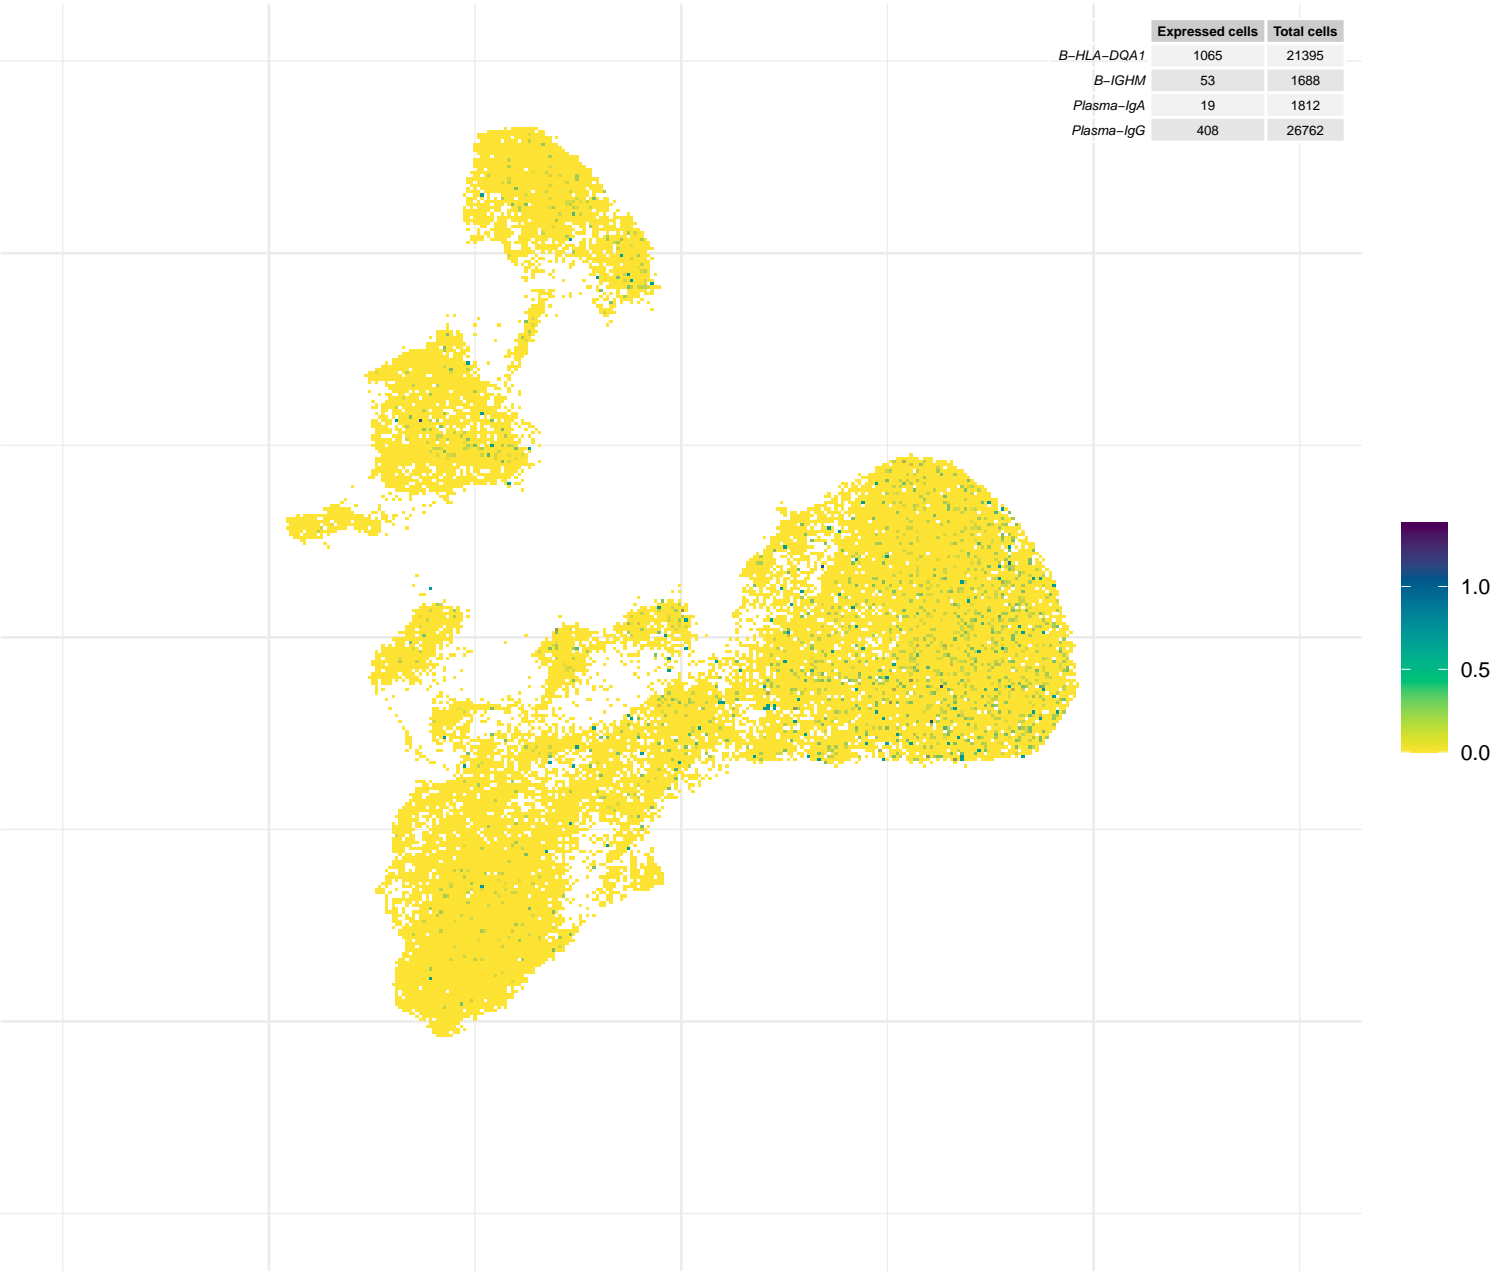 Expressed cells Total cells
B−HLA−DQA1 1065 21395
B−IGHM 53 1688
Plasma−IgA 19 1812
Plasma−IgG 408 26762
1.0
0.5
0.0